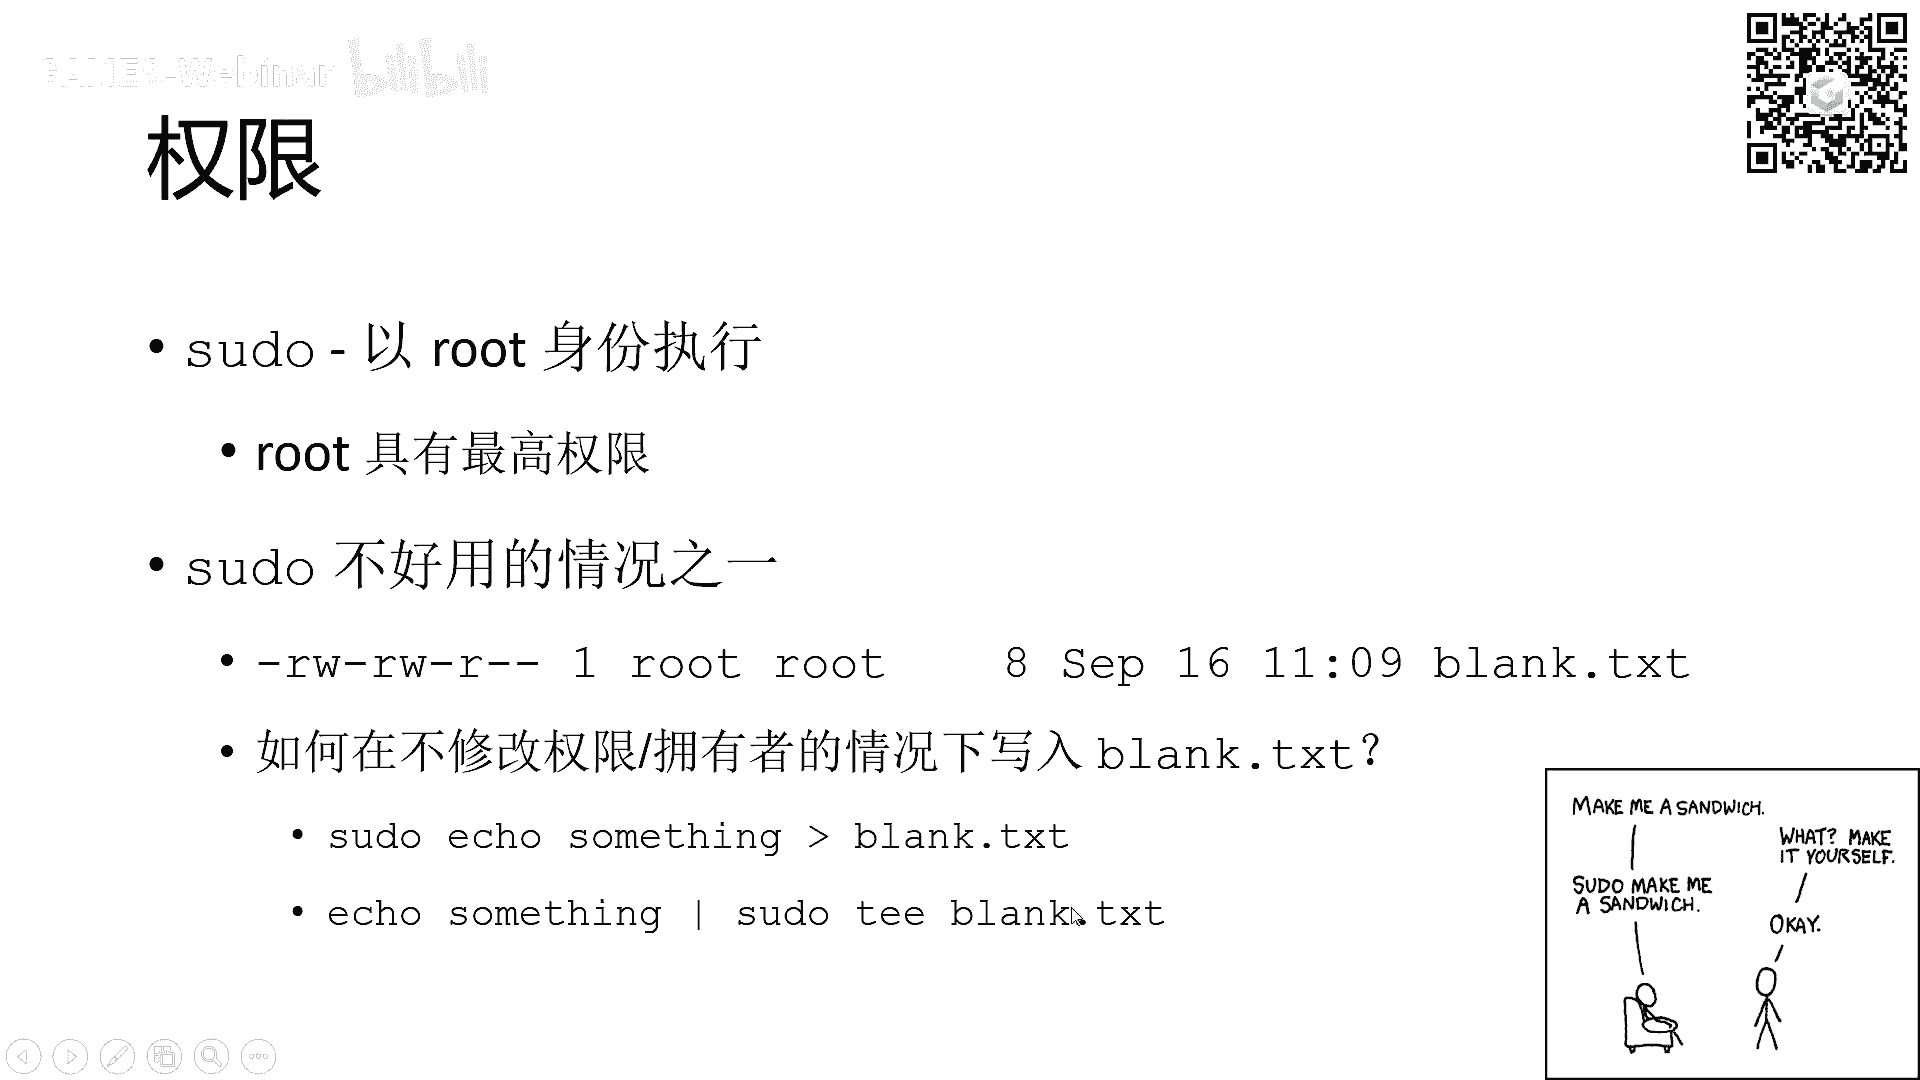 bilibili
权限
• sudo - 以 root 身份执行
• root 具有最高权限
• sudo 不好用的情况之一
• -rw-rw-r-- 1 root root    8 Sep 16 11:09 blank.txt
• 如何在不修改权限/拥有者的情况下写入 blank.txt?
• sudo echo something > blank.txt
• echo something | sudo tee blank.txt
MAKE ME A SANDWICH.
WHAT? MAKE
IT YOURSELF.
SUDO MAKE ME
A SANDWICH.
OKAY.